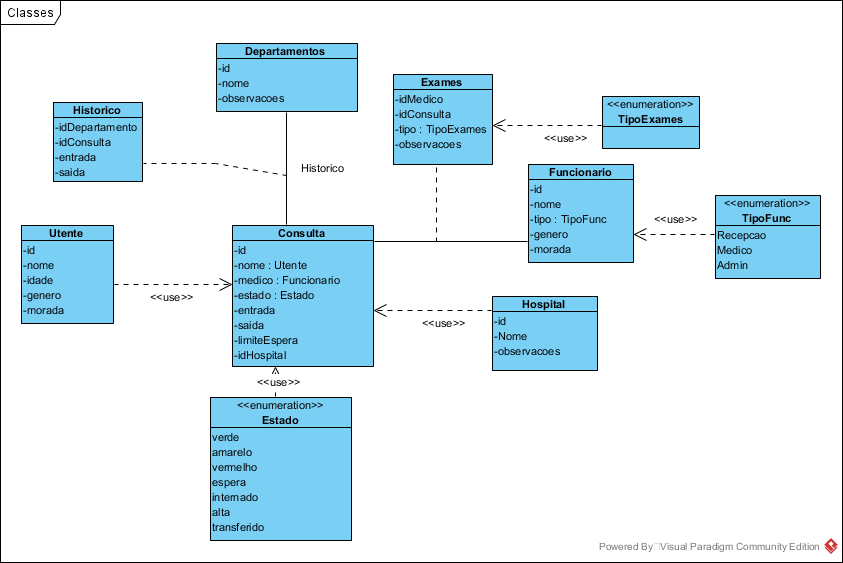 Classes
Departamentos
-id
-nome
-observacoes
Historico
-idDepartamento
-idConsulta
-entrada
-saida
Exames
-idMedico
-idConsulta
-tipo : TipoExames
-observacoes
<<enumeration>>
TipoExames
<<use>>
Historico
Funcionario
-id
-nome
-tipo : TipoFunc
-genero
-morada
<<use>>
<<enumeration>>
TipoFunc
Recepcao
Medico
Admin
Utente
-id
-nome
-idade
-genero
-morada
<<use>>
Consulta
-id
-nome : Utente
-medico : Funcionario
-estado : Estado
-entrada
-saida
-limiteEspera
-idHospital
<<use>>
Hospital
-id
-Nome
-observacoes
<<use>>
<<enumeration>>
Estado
verde
amarelo
vermelho
espera
internado
alta
transferido
Powered By Visual Paradigm Community Edition